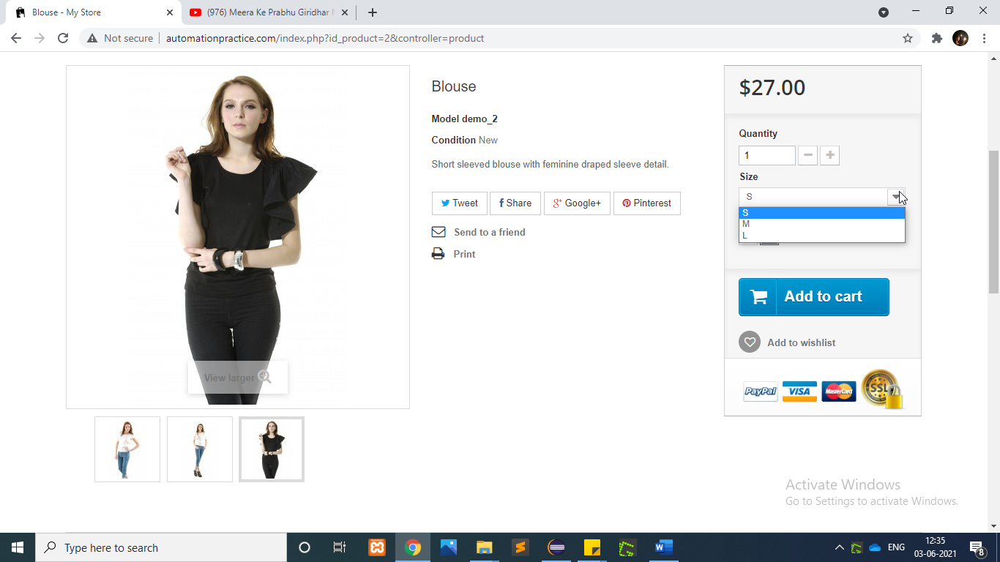 Blouse - My Store
(976) Meera Ke Prabhu Giridhar
Not secure
automationpractice.com/index.php?id_product=2&controller=product
Blouse
Model demo_2
Condition New
Short sleeved blouse with feminine draped sleeve detail.
Tweet
Share
Google+
Pinterest
Send to a friend
Print
View larger
$27.00
Quantity
1
Size
S
S
M
L
Add to cart
Add to wishlist
PayPal
VISA
MasterCard
SSL
Activate Windows
Go to Settings to activate Windows.
Type here to search
ENG
12:35
03-06-2021
8